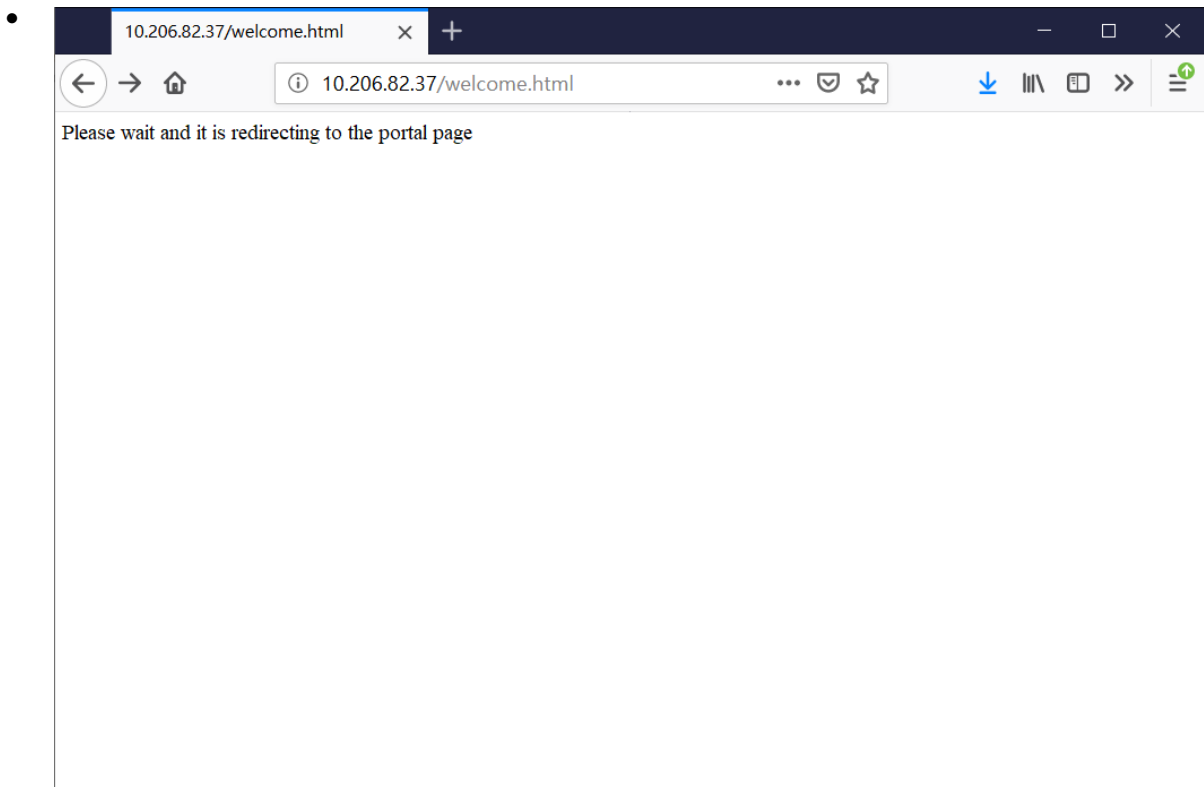 10.206.82.37/welcome.html
10.206.82.37/welcome.html
Please wait and it is redirecting to the portal page